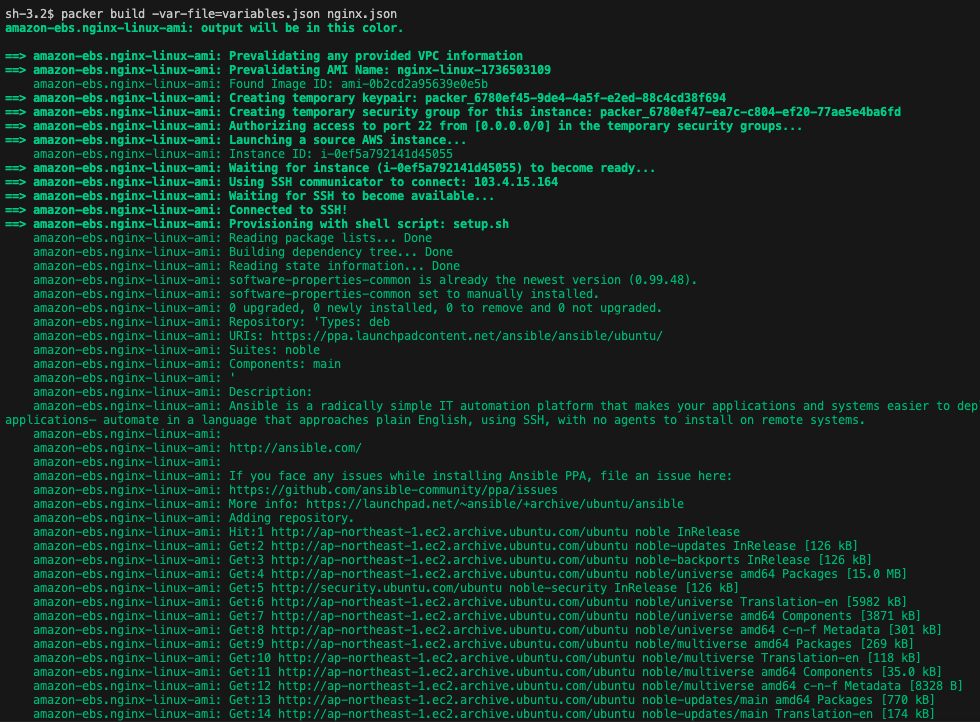 sh-3.2$ packer build -var-file=variables.json nginx.json
amazon-ebs.nginx-linux-ami: output will be in this color.
==> amazon-ebs.nginx-linux-ami: Prevalidating any provided VPC information
==> amazon-ebs.nginx-linux-ami: Prevalidating AMI Name: nginx-linux-1736503109
amazon-ebs.nginx-linux-ami: Found Image ID: ami-0b2cd2a95639e0e5b
==> amazon-ebs.nginx-linux-ami: Creating temporary keypair: packer_6780ef45-9de4-4a5f-e2ed-88c4cd38f694
==> amazon-ebs.nginx-linux-ami: Creating temporary security group for this instance: packer_6780ef47-ea7c-c804-ef20-77ae5e4ba6fd
==> amazon-ebs.nginx-linux-ami: Authorizing access to port 22 from [0.0.0.0/0] in the temporary security groups...
==> amazon-ebs.nginx-linux-ami: Launching a source AWS instance...
amazon-ebs.nginx-linux-ami: Instance ID: i-0ef5a792141d45055
==> amazon-ebs.nginx-linux-ami: Waiting for instance (i-0ef5a792141d45055) to become ready...
==> amazon-ebs.nginx-linux-ami: Using SSH communicator to connect: 103.4.15.164
==> amazon-ebs.nginx-linux-ami: Waiting for SSH to become available...
==> amazon-ebs.nginx-linux-ami: Connected to SSH!
==> amazon-ebs.nginx-linux-ami: Provisioning with shell script: setup.sh
amazon-ebs.nginx-linux-ami: Reading package lists... Done
amazon-ebs.nginx-linux-ami: Building dependency tree... Done
amazon-ebs.nginx-linux-ami: Reading state information... Done
amazon-ebs.nginx-linux-ami: software-properties-common is already the newest version (0.99.48).
amazon-ebs.nginx-linux-ami: software-properties-common set to manually installed.
amazon-ebs.nginx-linux-ami: 0 upgraded, 0 newly installed, 0 to remove and 0 not upgraded.
amazon-ebs.nginx-linux-ami: Repository: 'Types: deb
amazon-ebs.nginx-linux-ami: URIs: https://ppa.launchpadcontent.net/ansible/ansible/ubuntu/
amazon-ebs.nginx-linux-ami: Suites: noble
amazon-ebs.nginx-linux-ami: Components: main
amazon-ebs.nginx-linux-ami: '
amazon-ebs.nginx-linux-ami: Description:
amazon-ebs.nginx-linux-ami: Ansible is a radically simple IT automation platform that makes your applications and systems easier to dep
applications— automate in a language that approaches plain English, using SSH, with no agents to install on remote systems.
amazon-ebs.nginx-linux-ami:
amazon-ebs.nginx-linux-ami: http://ansible.com/
amazon-ebs.nginx-linux-ami:
amazon-ebs.nginx-linux-ami: If you face any issues while installing Ansible PPA, file an issue here:
amazon-ebs.nginx-linux-ami: https://github.com/ansible-community/ppa/issues
amazon-ebs.nginx-linux-ami: More info: https://launchpad.net/~ansible/+archive/ubuntu/ansible
amazon-ebs.nginx-linux-ami: Adding repository.
amazon-ebs.nginx-linux-ami: Hit:1 http://ap-northeast-1.ec2.archive.ubuntu.com/ubuntu noble InRelease
amazon-ebs.nginx-linux-ami: Get:2 http://ap-northeast-1.ec2.archive.ubuntu.com/ubuntu noble-updates InRelease [126 kB]
amazon-ebs.nginx-linux-ami: Get:3 http://ap-northeast-1.ec2.archive.ubuntu.com/ubuntu noble-backports InRelease [126 kB]
amazon-ebs.nginx-linux-ami: Get:4 http://ap-northeast-1.ec2.archive.ubuntu.com/ubuntu noble/universe amd64 Packages [15.0 MB]
amazon-ebs.nginx-linux-ami: Get:5 http://security.ubuntu.com/ubuntu noble-security InRelease [126 kB]
amazon-ebs.nginx-linux-ami: Get:6 http://ap-northeast-1.ec2.archive.ubuntu.com/ubuntu noble/universe Translation-en [5982 kB]
amazon-ebs.nginx-linux-ami: Get:7 http://ap-northeast-1.ec2.archive.ubuntu.com/ubuntu noble/universe amd64 Components [3871 kB]
amazon-ebs.nginx-linux-ami: Get:8 http://ap-northeast-1.ec2.archive.ubuntu.com/ubuntu noble/universe amd64 c-n-f Metadata [301 kB]
amazon-ebs.nginx-linux-ami: Get:9 http://ap-northeast-1.ec2.archive.ubuntu.com/ubuntu noble/multiverse amd64 Packages [269 kB]
amazon-ebs.nginx-linux-ami: Get:10 http://ap-northeast-1.ec2.archive.ubuntu.com/ubuntu noble/multiverse Translation-en [118 kB]
amazon-ebs.nginx-linux-ami: Get:11 http://ap-northeast-1.ec2.archive.ubuntu.com/ubuntu noble/multiverse amd64 Components [35.0 kB]
amazon-ebs.nginx-linux-ami: Get:12 http://ap-northeast-1.ec2.archive.ubuntu.com/ubuntu noble/multiverse amd64 c-n-f Metadata [8328 B]
amazon-ebs.nginx-linux-ami: Get:13 http://ap-northeast-1.ec2.archive.ubuntu.com/ubuntu noble-updates/main amd64 Packages [770 kB]
amazon-ebs.nginx-linux-ami: Get:14 http://ap-northeast-1.ec2.archive.ubuntu.com/ubuntu noble-updates/main Translation-en [174 kB]